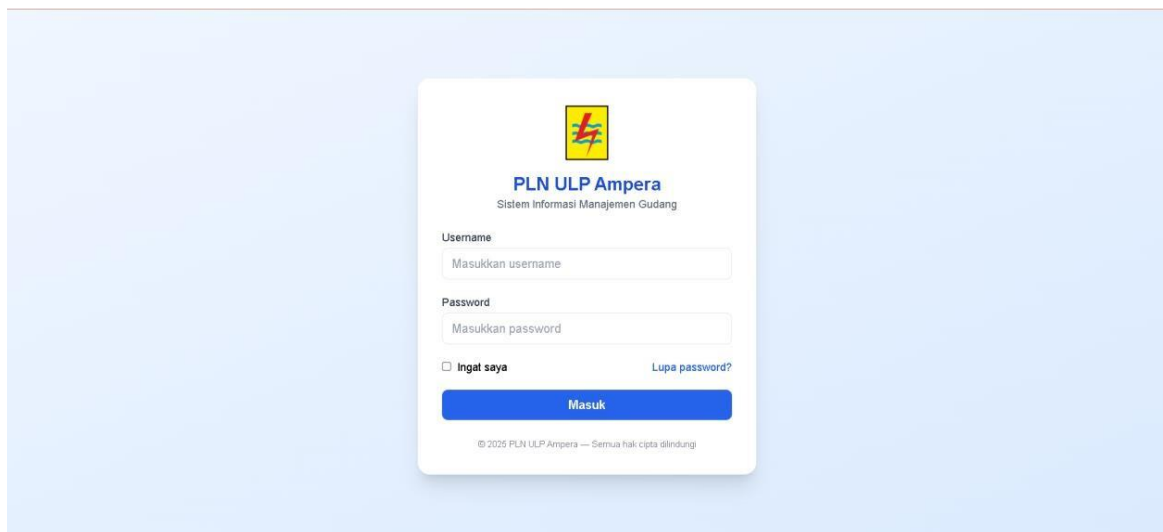 PLN ULP Ampera
Sistem Informasi Manajemen Gudang
Username
Masukkan username
Password
Masukkan password
Ingat saya
Lupa password?
Masuk
© 2025 PLN ULP Ampera — Semua hak cipta dilindungi